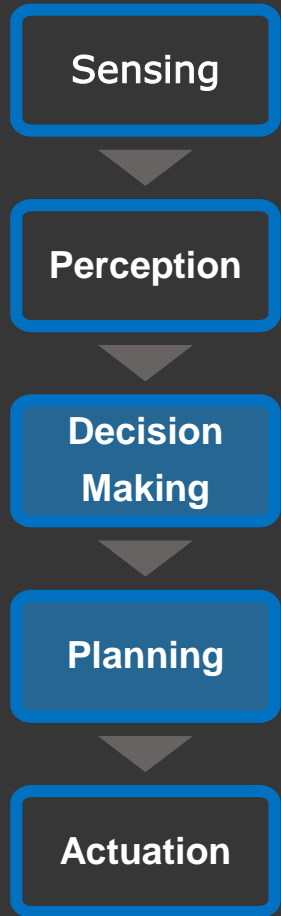 Sensing
Perception
Decision
Making
Planning
Actuation